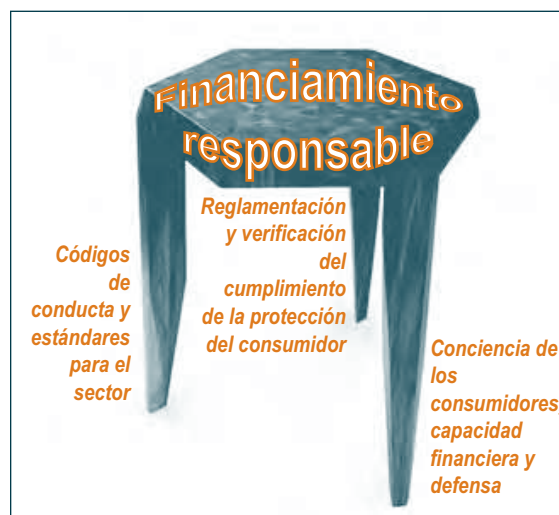 Financiamiento
responsable
Reglamentación
y verificación
del
cumplimiento
de la protección
del consumidor
Códigos
de
conducta y
estándares
para el
sector
Conciencia de
los
consumidores
capacidad
financiera y
defensa